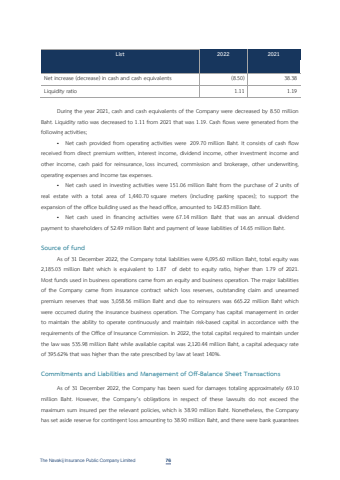 List 2022 2021
Net increase (decrease) in cash and cash equivalents (8.50) 38.38
Liquidity ratio 1.11 1.19
During the year 2021, cash and cash equivalents of the Company were decreased by 8.50 million
Baht. Liquidity ratio was decreased to 1.11 from 2021 that was 1.19. Cash flows were generated from the
following activities;
• Net cash provided from operating activities were 209.70 million Baht. It consists of cash flow
received from direct premium written, interest income, dividend income, other investment income and
other income, cash paid for reinsurance, loss incurred, commission and brokerage, other underwriting,
operating expenses and income tax expenses.
• Net cash used in investing activities were 151.06 million Baht from the purchase of 2 units of
real estate with a total area of 1,440.70 square meters (including parking spaces), to support the
expansion of the office building used as the head office, amounted to 142.83 million Baht.
• Net cash used in financing activities were 67.14 million Baht that was an annual dividend
payment to shareholders of 52.49 million Baht and payment of lease liabilities of 14.65 million Baht.
Source of fund
As of 31 December 2022, the Company total liabilities were 4,095.60 million Baht, total equity was
2,185.03 million Baht which is equivalent to 1.87 of debt to equity ratio, higher than 1.79 of 2021.
Most funds used in business operations came from an equity and business operation. The major liabilities
of the Company came from insurance contract which loss reserves, outstanding claim and unearned
premium reserves that was 3,058.56 million Baht and due to reinsurers was 665.22 million Baht which
were occurred during the insurance business operation. The Company has capital management in order
to maintain the ability to operate continuously and maintain risk-based capital in accordance with the
requirements of the Office of Insurance Commission. In 2022, the total capital required to maintain under
the law was 535.98 million Baht while available capital was 2,120.44 million Baht, a capital adequacy rate
of 395.62% that was higher than the rate prescribed by law at least 140%.
Commitments and Liabilities and Management of Off-Balance Sheet Transactions
As of 31 December 2022, the Company has been sued for damages totaling approximately 69.10
million Baht. However, the Company's obligations in respect of these lawsuits do not exceed the
maximum sum insured per the relevant policies, which is 38.90 million Baht. Nonetheless, the Company
has set aside reserve for contingent loss amounting to 38.90 million Baht, and there were bank guarantees
The Navakij Insurance Public Company Limited 76